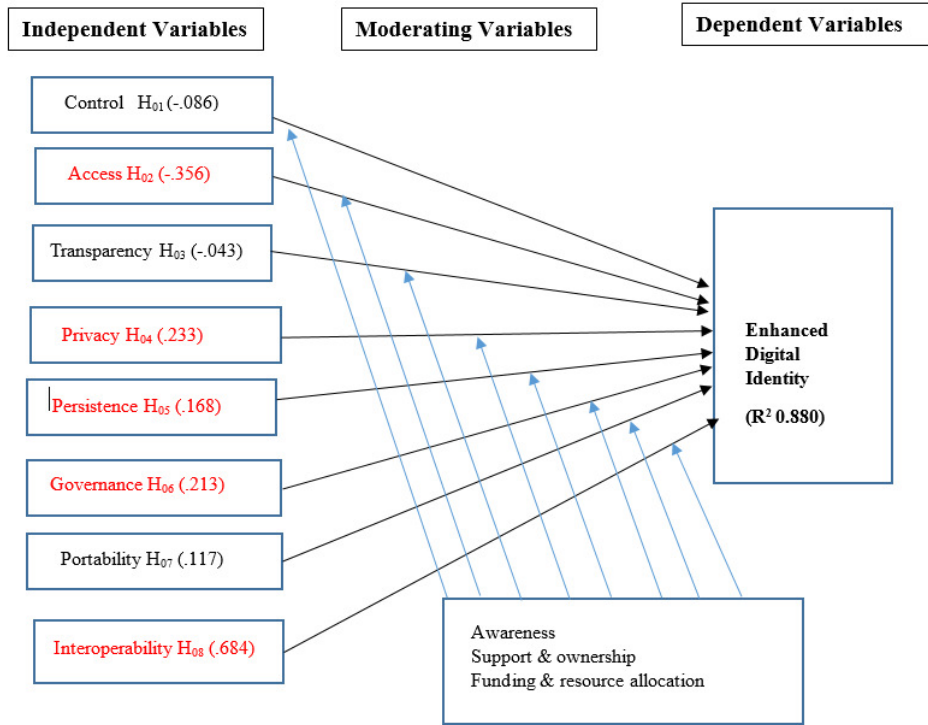 Independent Variables
Moderating Variables
Dependent Variables
Control H₀₁ (-.086)
Access H₀₂ (-.356)
Transparency H₀₃ (-.043)
Privacy H₀₄ (.233)
Persistence H₀₅ (.168)
Governance H₀₆ (.213)
Portability H₀₇ (.117)
Interoperability H₀₈ (.684)
Enhanced
Digital
Identity
(R² 0.880)
Awareness
Support & ownership
Funding & resource allocation